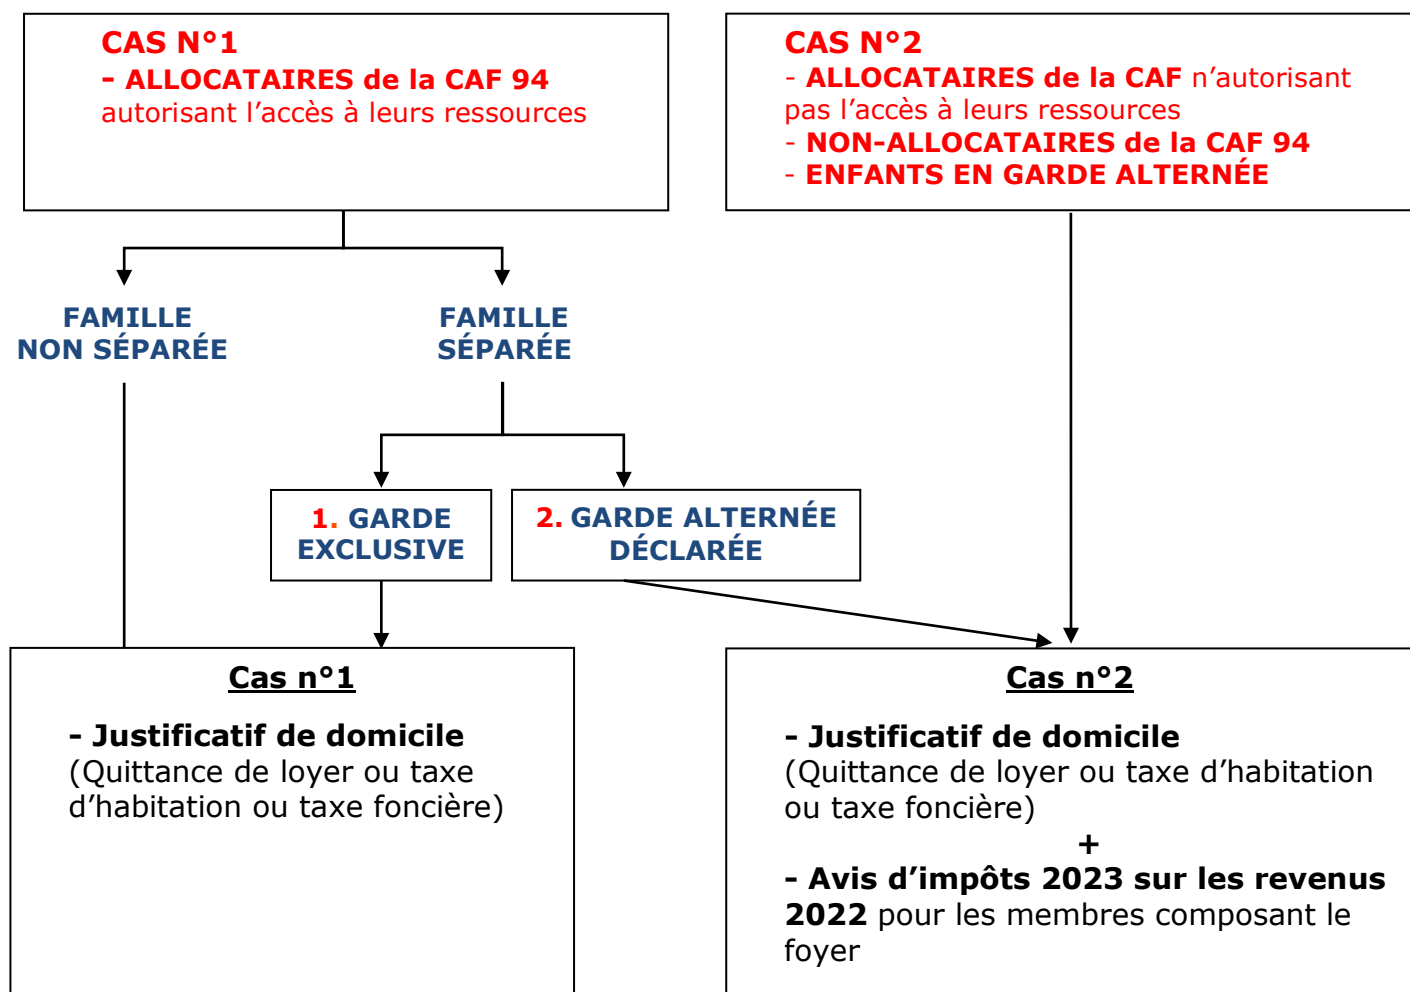 CAS N°1
- ALLOCATAIRES de la CAF 94
autorisant l'accès à leurs ressources
CAS N°2
- ALLOCATAIRES de la CAF n'autorisant
pas l'accès à leurs ressources
- NON-ALLOCATAIRES de la CAF 94
- ENFANTS EN GARDE ALTERNÉE
FAMILLE
NON SÉPARÉE
FAMILLE
SÉPARÉE
1. GARDE
EXCLUSIVE
2. GARDE ALTERNÉE
DÉCLARÉE
Cas n°1
- Justificatif de domicile
(Quittance de loyer ou taxe
d'habitation ou taxe foncière)
Cas n°2
- Justificatif de domicile
(Quittance de loyer ou taxe d'habitation
ou taxe foncière)
+
- Avis d'impôts 2023 sur les revenus
2022 pour les membres composant le
foyer